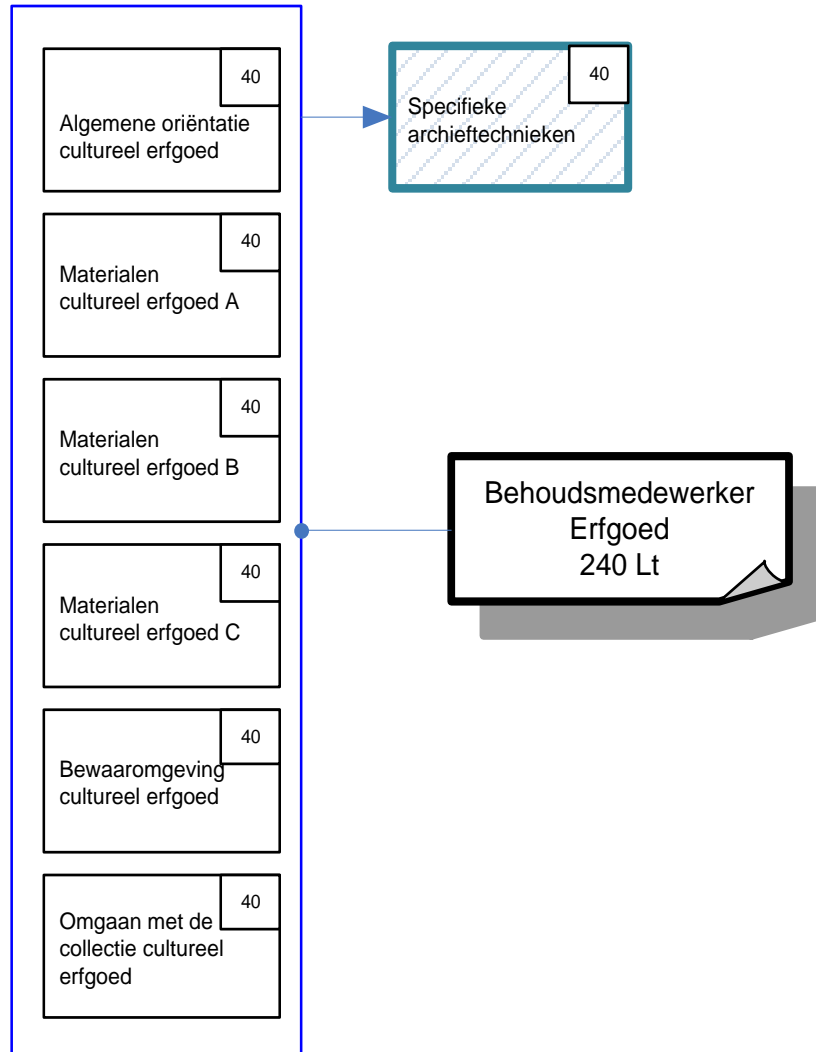 40
Algemene oriëntatie
cultureel erfgoed
40
Specifieke
archieftechnieken
40
Materialen
cultureel erfgoed A
40
Materialen
cultureel erfgoed B
40
Materialen
cultureel erfgoed C
Behoudsmedewerker
Erfgoed
240 Lt
40
Bewaaromgeving
cultureel erfgoed
40
Omgaan met de
collectie cultureel
erfgoed